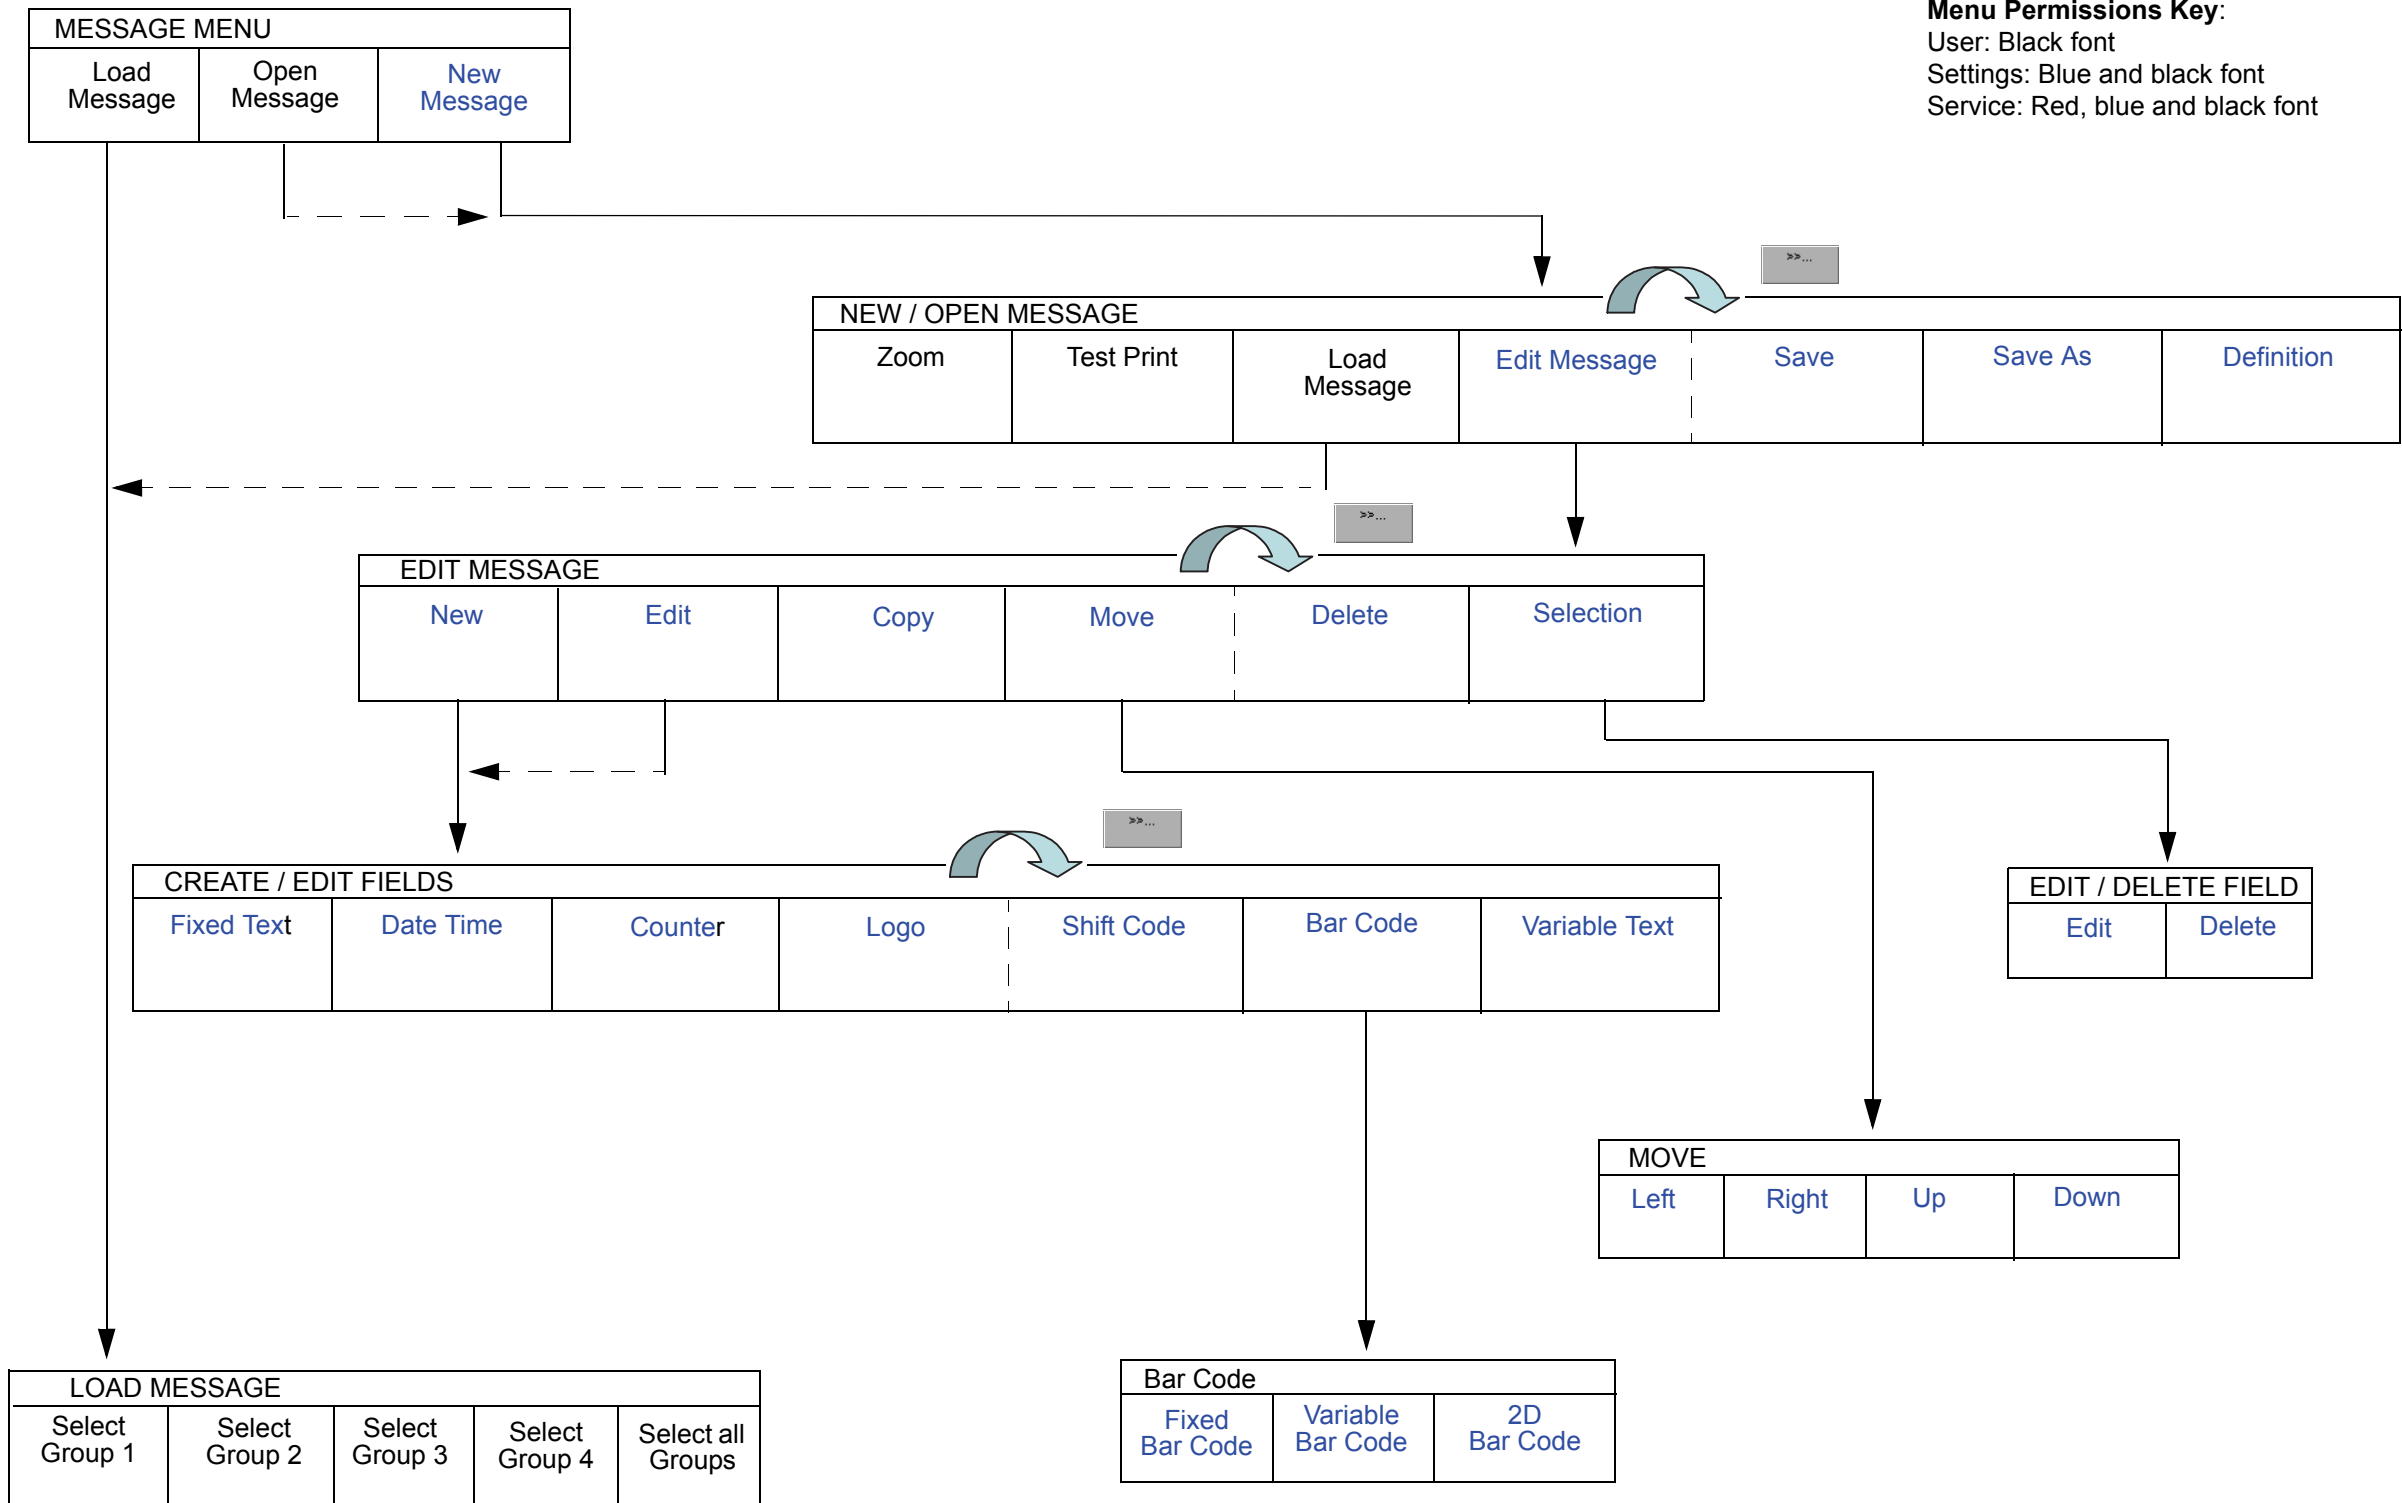 Menu Permissions Key:
User: Black font
Settings: Blue and black font
Service: Red, blue and black font
MESSAGE MENU
Load
Message
Open
Message
New
Message
>>...
NEW / OPEN MESSAGE
Zoom
Test Print
Load
Message
Edit Message
Save
Save As
Definition
>>...
EDIT MESSAGE
New
Edit
Copy
Move
Delete
Selection
>>...
CREATE / EDIT FIELDS
Fixed Text
Date Time
Counter
Logo
Shift Code
Bar Code
Variable Text
EDIT / DELETE FIELD
Edit
Delete
MOVE
Left
Right
Up
Down
LOAD MESSAGE
Select
Group 1
Select
Group 2
Select
Group 3
Select
Group 4
Select all
Groups
Bar Code
Fixed
Bar Code
Variable
Bar Code
2D
Bar Code